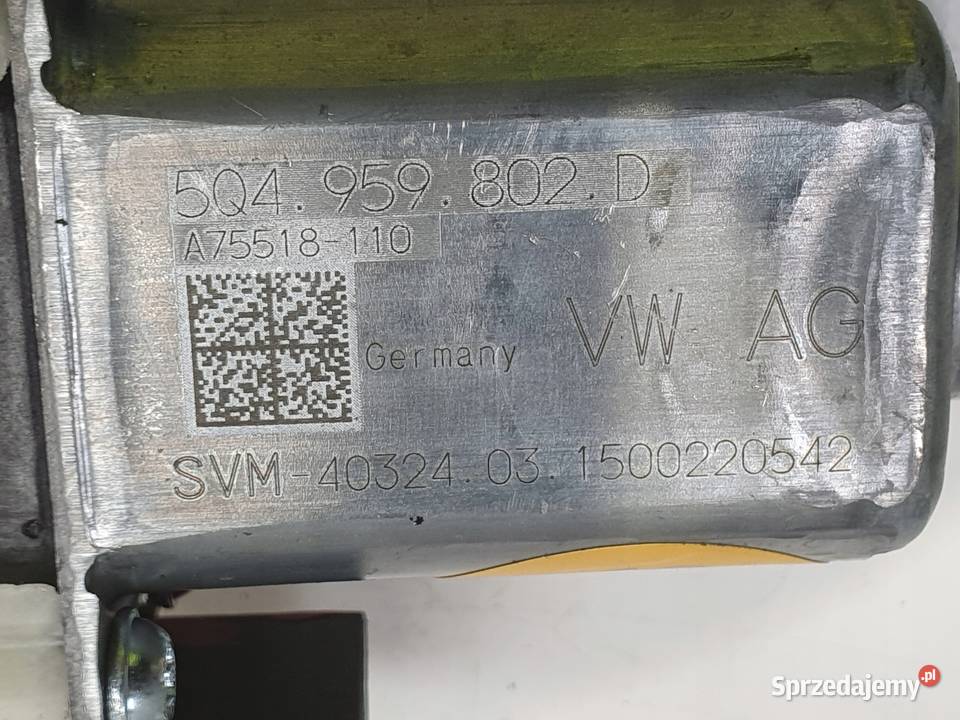 5Q4.959.802.D
A75518-110
Germany VW AG
SVM-40324.03.1500220542
Sprzedajemy.pl